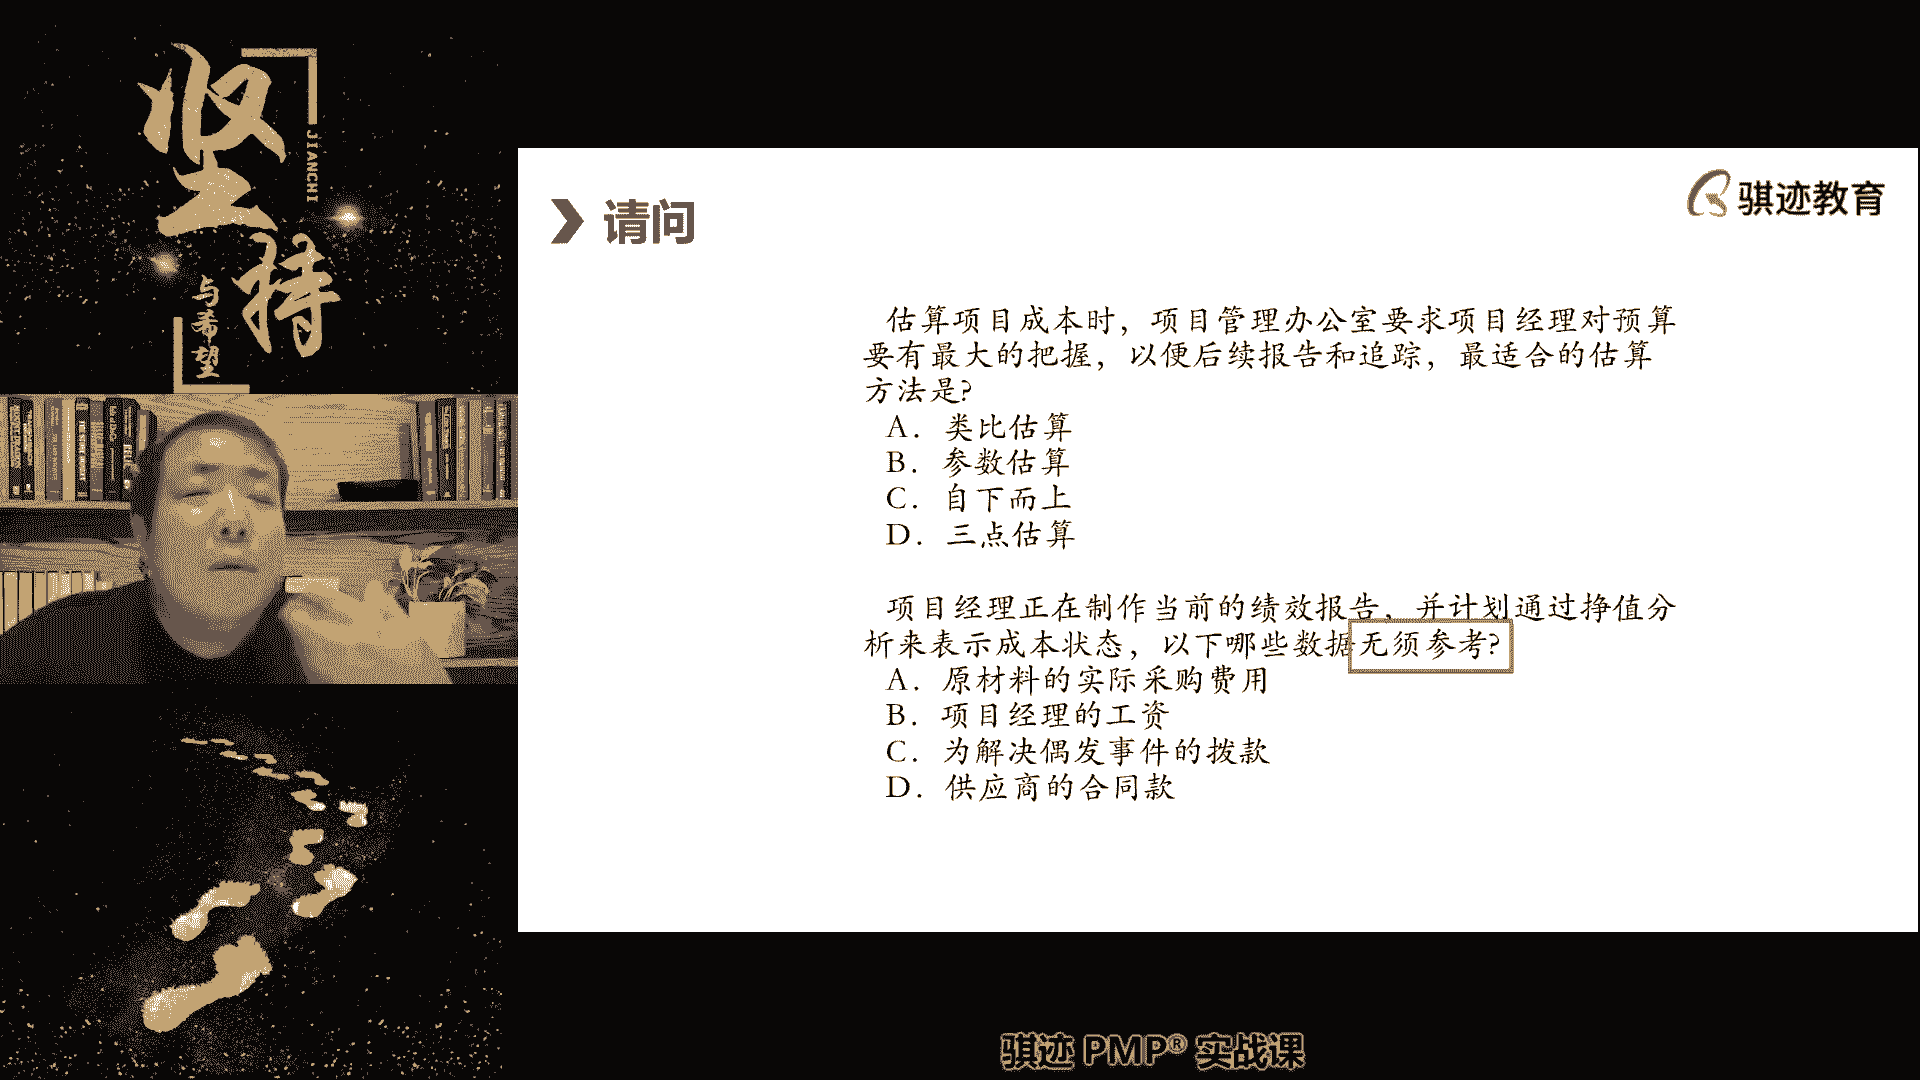 坚持
JIANCHI
与希望
请问
骐迹教育
估算项目成本时，项目管理办公室要求项目经理对预算
要有最大的把握，以便后续报告和追踪，最适合的估算
方法是?
A．类比估算
B．参数估算
C．自下而上
D．三点估算
项目经理正在制作当前的绩效报告，并计划通过挣值分
析来表示成本状态，以下哪些数据无须参考?
A．原材料的实际采购费用
B．项目经理的工资
C．为解决偶发事件的拨款
D．供应商的合同款
骐迹 PMP® 实战课